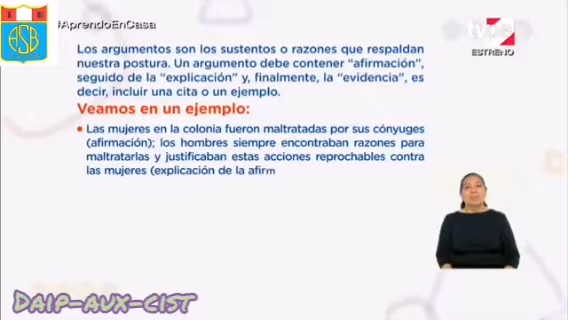 #AprendoEnCasa
ASB
ESTRENO
Los argumentos son los sustentos o razones que respaldan
nuestra postura. Un argumento debe contener “afirmación”,
seguido de la “explicación” y, finalmente, la “evidencia”, es
decir, incluir una cita o un ejemplo.
Veamos en un ejemplo:
• Las mujeres en la colonia fueron maltratadas por sus cónyuges
(afirmación); los hombres siempre encontraban razones para
maltratarlas y justificaban estas acciones reprochables contra
las mujeres (explicación de la afirm
DAIP-AUX-CIST